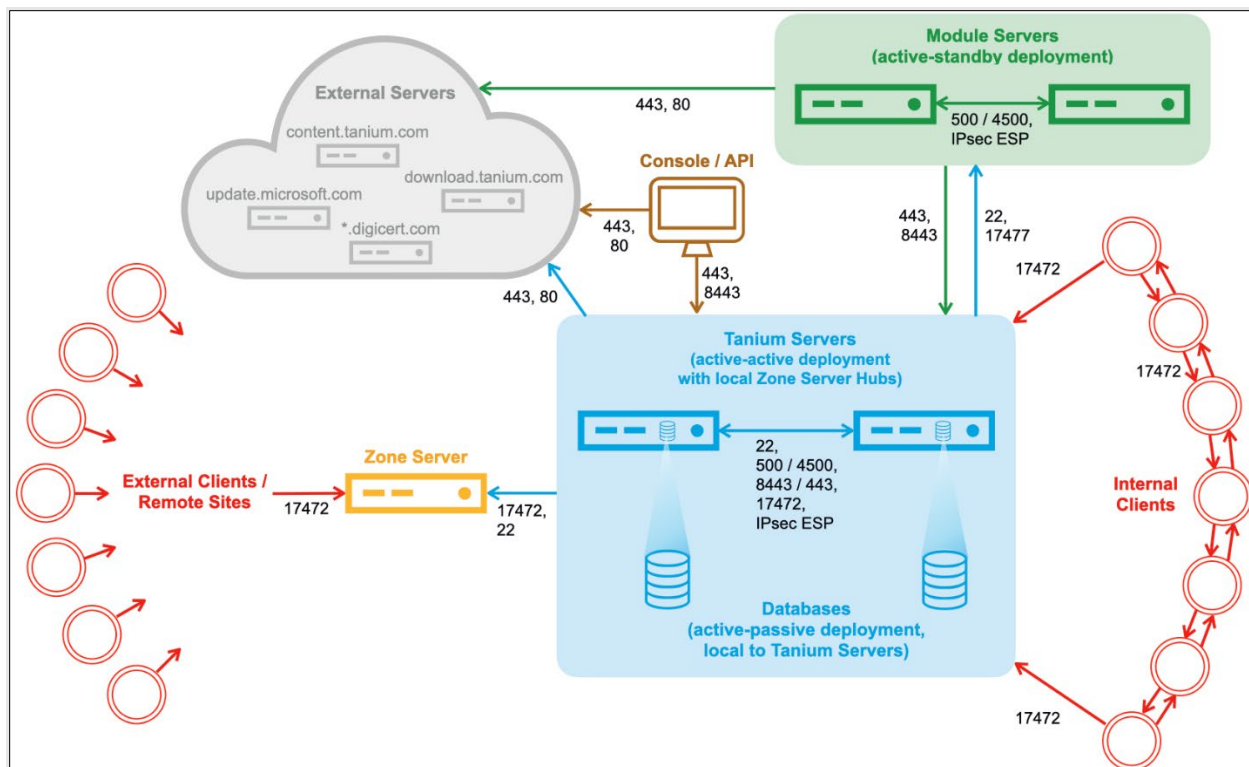 Module Servers
(active-standby deployment)
External Servers
443, 80
500 / 4500,
IPsec ESP
content.tanium.com
Console / API
download.tanium.com
update.microsoft.com
*.digicert.com
443,
80
443,
8443
22,
17477
17472
443,
8443
443, 80
Tanium Servers
(active-active deployment
with local Zone Server Hubs)
17472
22,
500 / 4500,
8443 / 443,
17472,
IPsec ESP
Zone Server
External Clients /
Remote Sites
17472
17472,
22
Internal
Clients
Databases
(active-passive deployment,
local to Tanium Servers)
17472